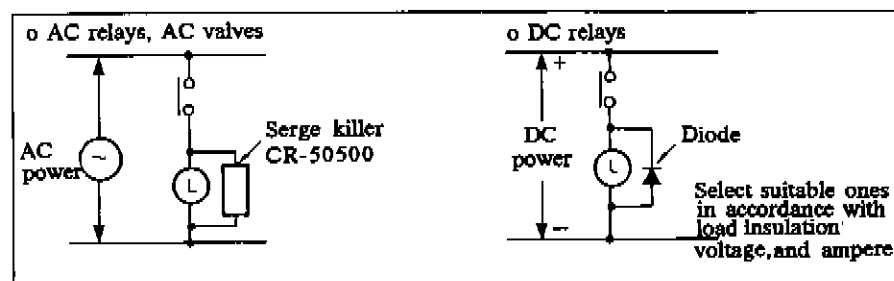 o AC relays, AC valves
AC
power
~
L
Serge killer
CR-50500
o DC relays
+
DC
power
−
L
Diode
Select suitable ones
in accordance with
load insulation
voltage,and ampere